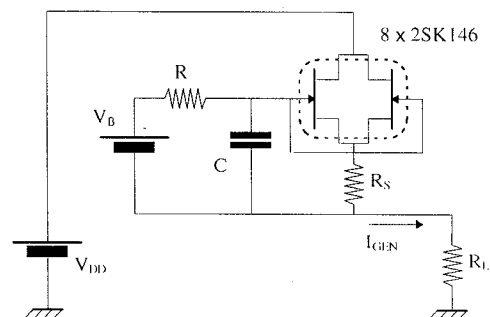 8 x 2SK146
R
V_B
C
R_S
I_GEN
V_DD
R_L